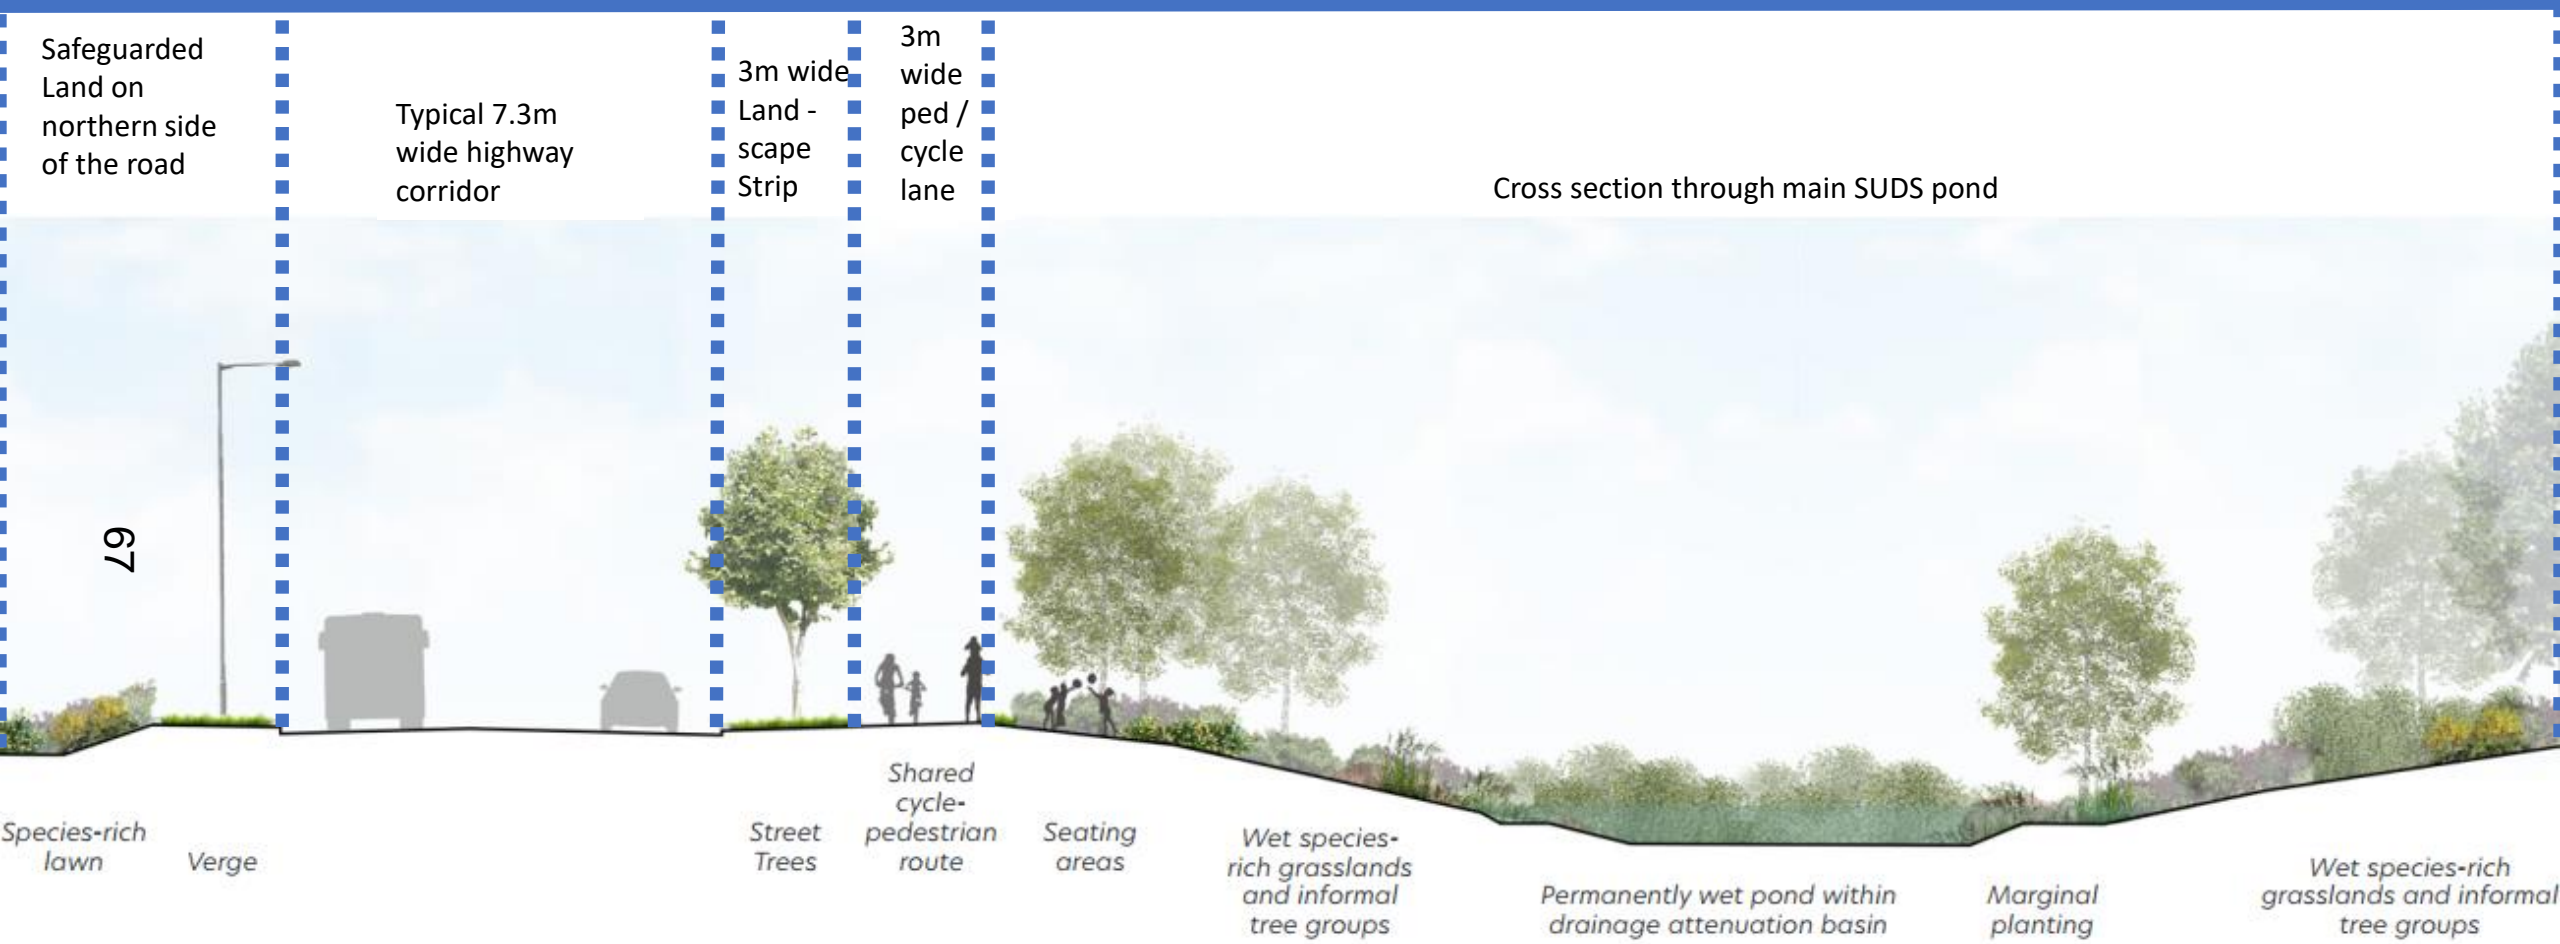 Safeguarded
Land on
northern side
of the road
Typical 7.3m
wide highway
corridor
3m wide
Land -
scape
Strip
3m
wide
ped /
cycle
lane
Cross section through main SUDS pond
67
Species-rich
lawn
Verge
Street
Trees
Shared
cycle-
pedestrian
route
Seating
areas
Wet species-
rich grasslands
and informal
tree groups
Permanently wet pond within
drainage attenuation basin
Marginal
planting
Wet species-rich
grasslands and informal
tree groups